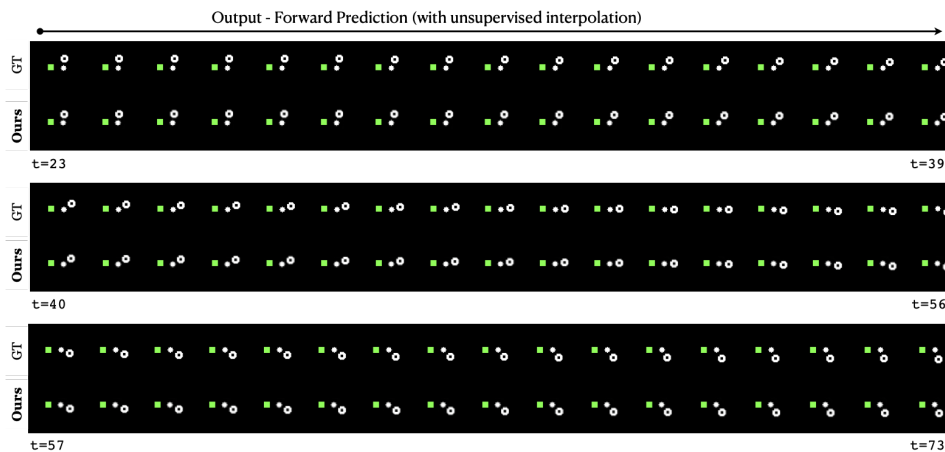 Output - Forward Prediction (with unsupervised interpolation)
GT
Ours
t=23 t=39
GT
Ours
t=40 t=56
GT
Ours
t=57 t=73